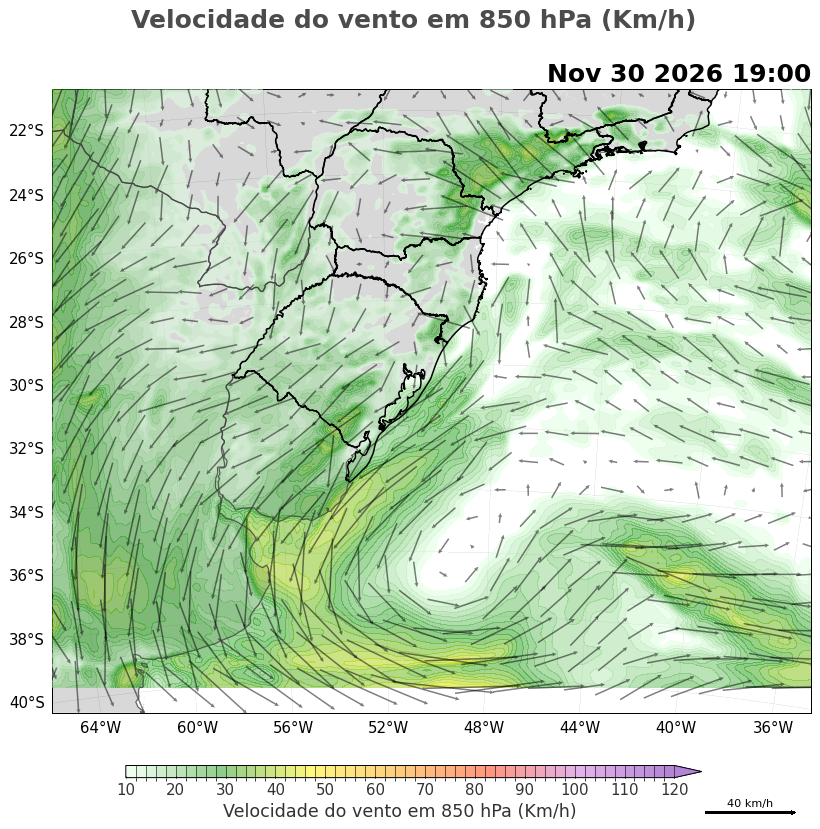 Velocidade do vento em 850 hPa (Km/h)
Nov 30 2026 19:00
22°S
24°S
26°S
28°S
30°S
32°S
34°S
36°S
38°S
40°S
64°W 60°W 56°W 52°W 48°W 44°W 40°W 36°W
10 20 30 40 50 60 70 80 90 100 110 120
Velocidade do vento em 850 hPa (Km/h)
40 km/h